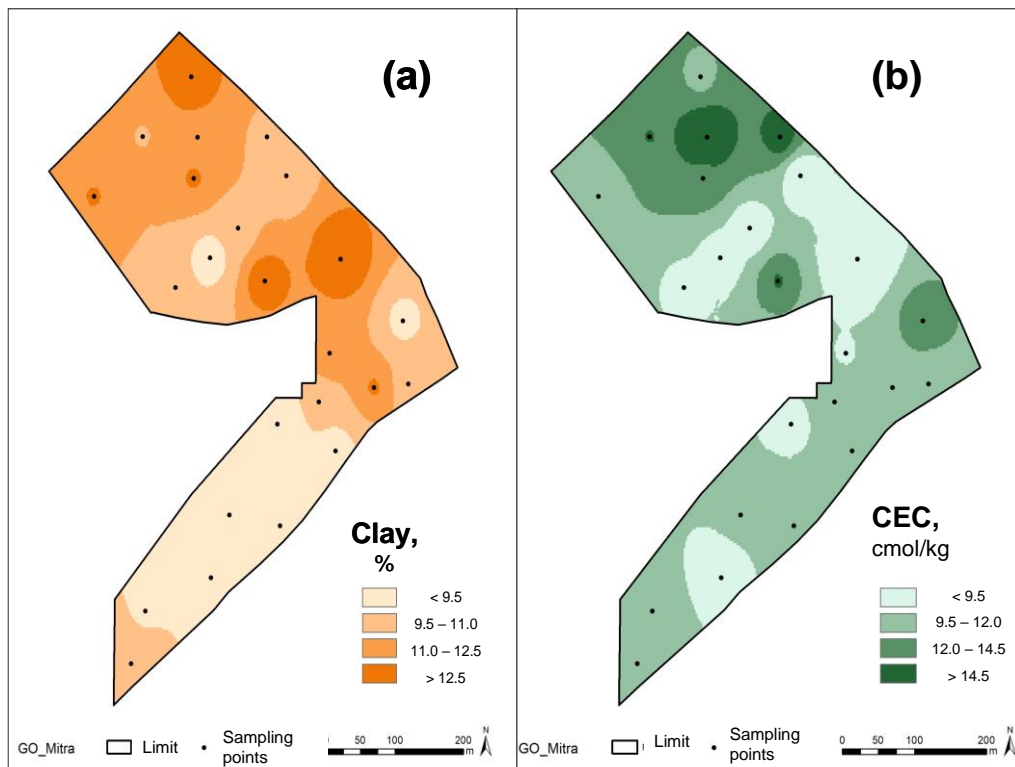 (a)
Clay,
%
< 9.5
9.5 – 11.0
11.0 – 12.5
> 12.5
GO_Mitra
Limit
Sampling
points
0 50 100 200
m
N
(b)
CEC,
cmol/kg
< 9.5
9.5 – 12.0
12.0 – 14.5
> 14.5
GO_Mitra
Limit
Sampling
points
0 50 100 200
m
N